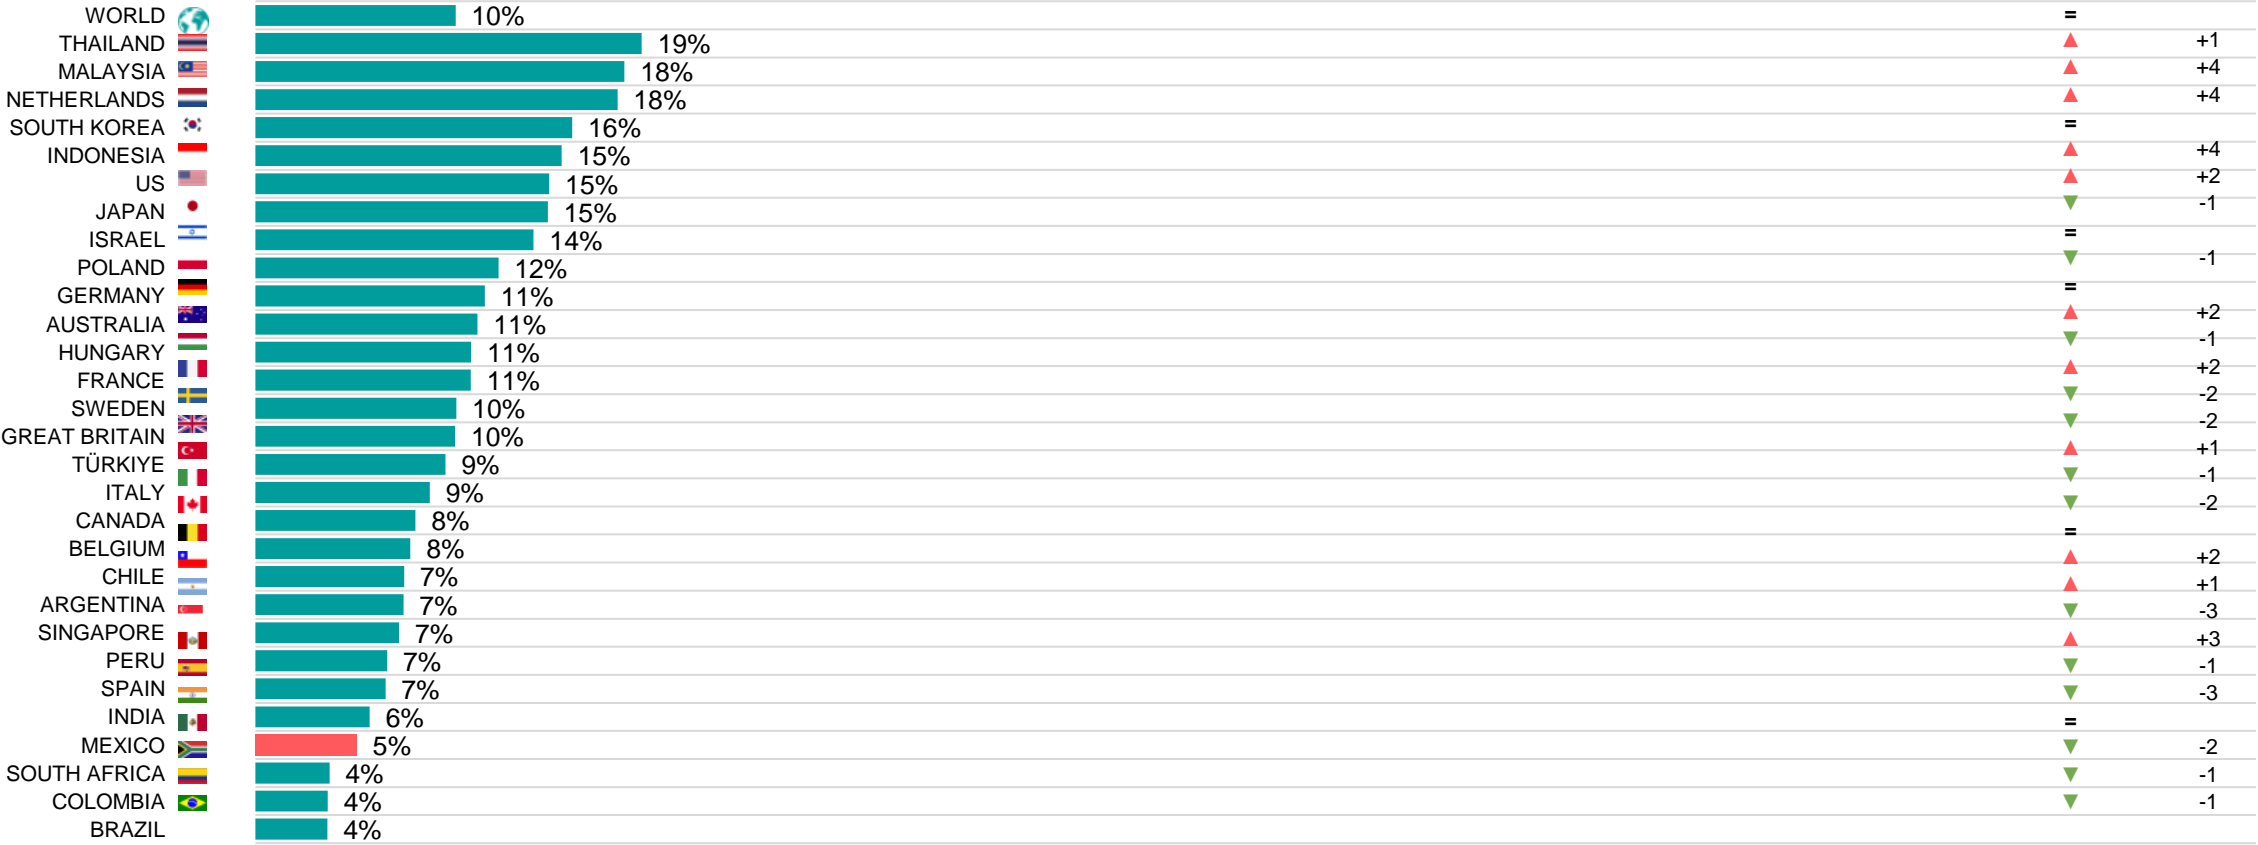 WORLD 10% =
THAILAND 19% ▲ +1
MALAYSIA 18% ▲ +4
NETHERLANDS 18% ▲ +4
SOUTH KOREA 16% =
INDONESIA 15% ▲ +4
US 15% ▲ +2
JAPAN 15% ▼ -1
ISRAEL 14% =
POLAND 12% ▼ -1
GERMANY 11% =
AUSTRALIA 11% ▲ +2
HUNGARY 11% ▼ -1
FRANCE 11% ▲ +2
SWEDEN 10% ▼ -2
GREAT BRITAIN 10% ▼ -2
TÜRKIYE 9% ▲ +1
ITALY 9% ▼ -1
CANADA 8% ▼ -2
BELGIUM 8% =
CHILE 7% ▲ +2
ARGENTINA 7% ▲ +1
SINGAPORE 7% ▼ -3
PERU 7% ▲ +3
SPAIN 7% ▼ -1
INDIA 6% ▼ -3
MEXICO 5% =
SOUTH AFRICA 4% ▼ -2
COLOMBIA 4% ▼ -1
BRAZIL 4% ▼ -1